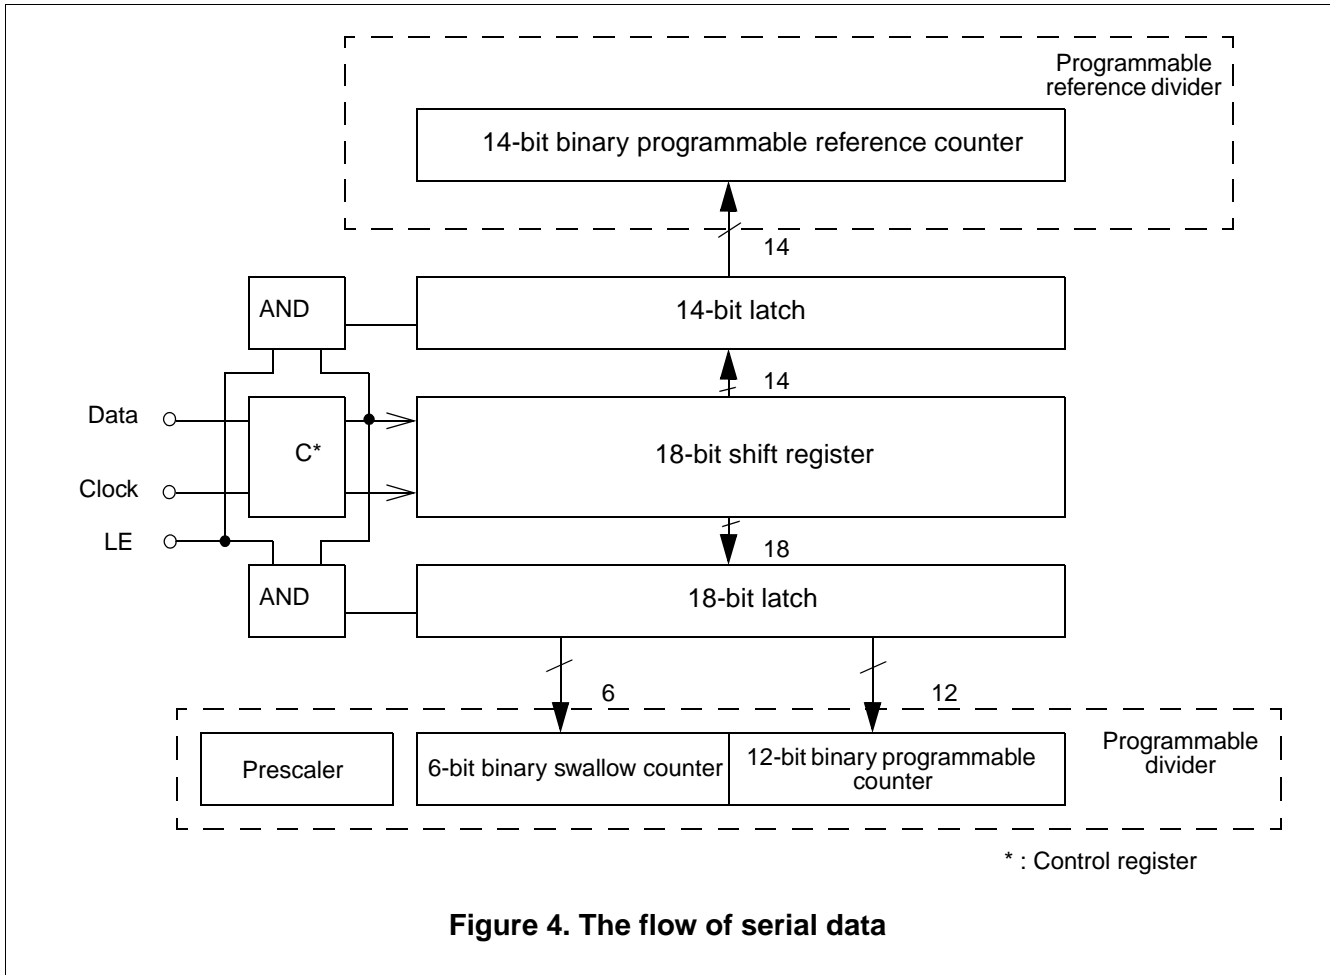 Programmable
reference divider
14-bit binary programmable reference counter
14
AND
14-bit latch
14
Data
C*
18-bit shift register
Clock
LE
18
AND
18-bit latch
6
12
Prescaler
6-bit binary swallow counter
12-bit binary programmable
counter
Programmable
divider
* : Control register
Figure 4. The flow of serial data